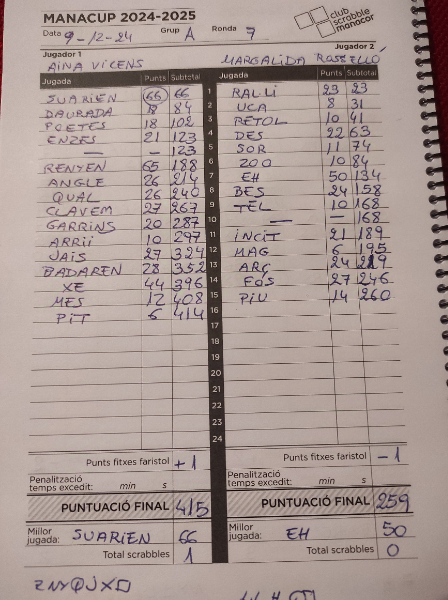 MANACUP 2024-2025
club scrabble manacor
Data 9-12-24 Grup A Ronda 7
Jugador 1 Jugador 2
AINA VICENS MARGALIDA ROSSELLÓ
Jugada Punts Subtotal Jugada Punts Subtotal
SUARIEN 66 66 1 RAL·LI 23 23
DAURADA 18 84 2 UCA 8 31
POETES 18 102 3 RETOL 10 41
ENZES 21 123 4 DES 22 63
— — 123 5 SOR 11 74
RENYEN 65 188 6 ZOO 10 84
ANGLE 26 214 7 EH 50 134
QUAL 26 240 8 BES 24 158
CLAVEM 27 267 9 TEL 10 168
GARRINS 20 287 10 — — 168
ARRII 10 297 11 INCIT 21 189
JAIS 27 324 12 MAG 6 195
BADAREN 28 352 13 ARÇ 24 219
XE 44 396 14 FOS 27 246
MES 12 408 15 PIU 14 260
PIT 6 414 16
17
18
19
20
21
22
23
24
Punts fitxes faristol +1 Punts fitxes faristol -1
Penalització temps excedit: min s Penalització temps excedit: min s
PUNTUACIÓ FINAL 415 PUNTUACIÓ FINAL 259
Millor jugada: SUARIEN 66 Millor jugada: EH 50
Total scrabbles 1 Total scrabbles 0